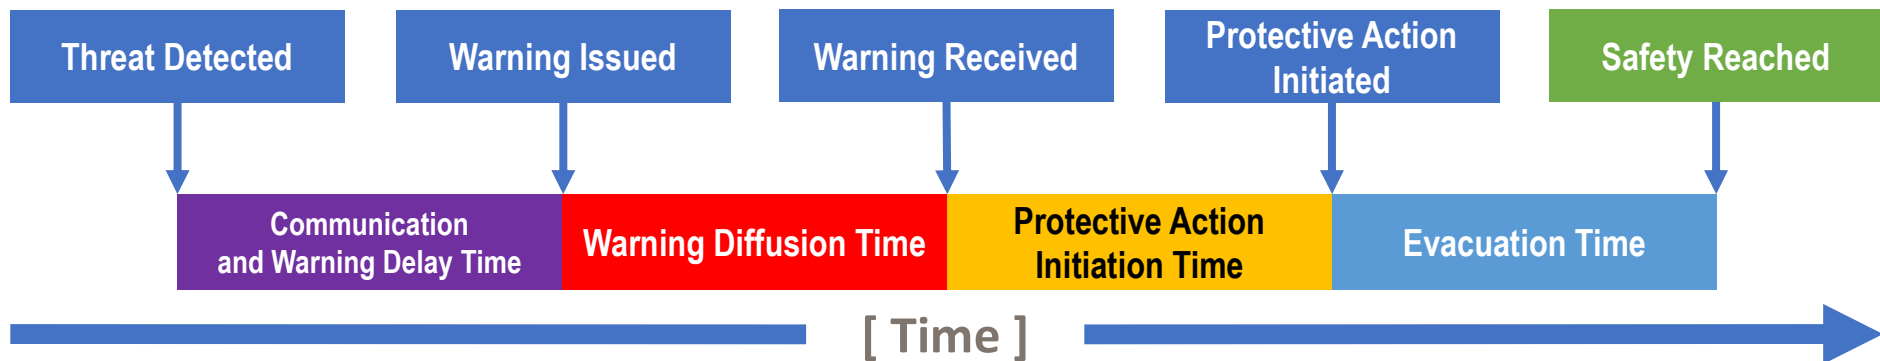 Threat Detected
Warning Issued
Warning Received
Protective Action
Initiated
Safety Reached
Communication
and Warning Delay Time
Warning Diffusion Time
Protective Action
Initiation Time
Evacuation Time
[ Time ]